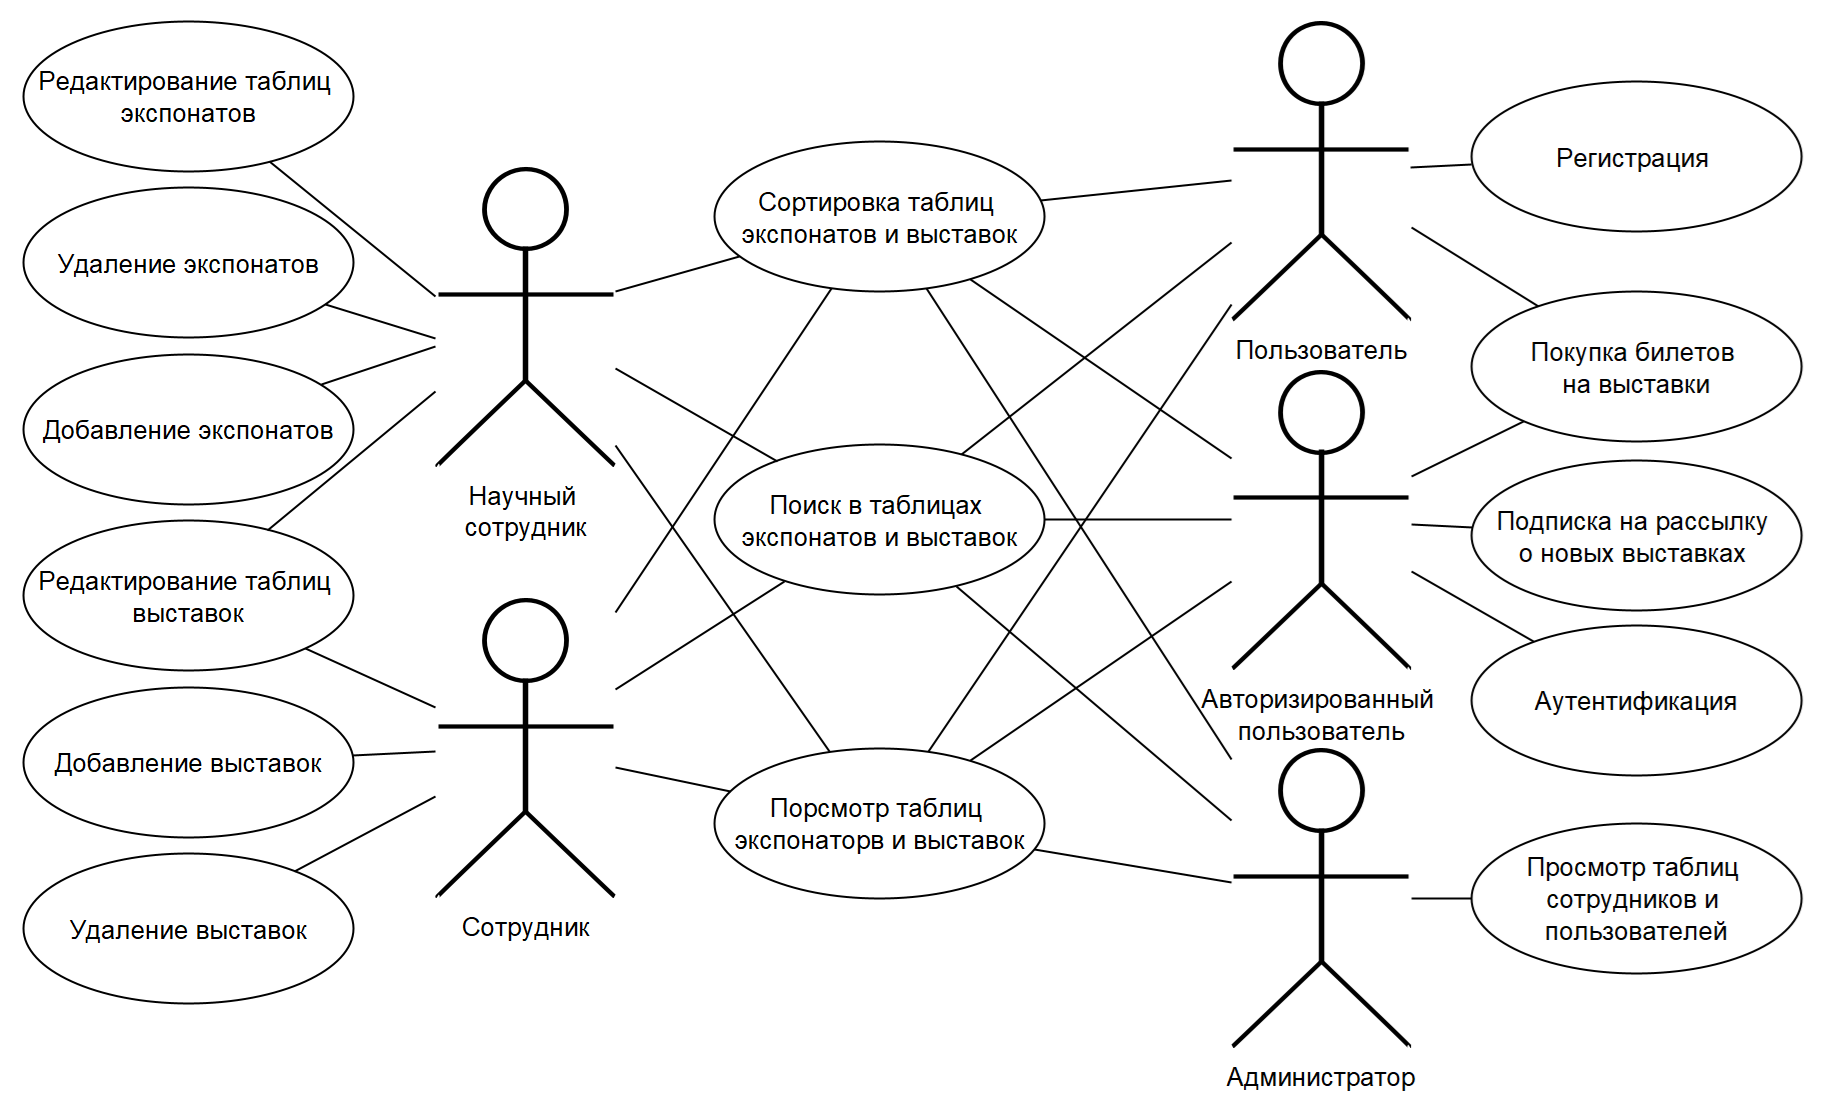 Редактирование таблиц
экспонатов
Удаление экспонатов
Добавление экспонатов
Редактирование таблиц
выставок
Добавление выставок
Удаление выставок
Научный
сотрудник
Сотрудник
Сортировка таблиц
экспонатов и выставок
Поиск в таблицах
экспонатов и выставок
Порсмотр таблиц
экспонаторв и выставок
Пользователь
Авторизированный
пользователь
Администратор
Регистрация
Покупка билетов
на выставки
Подписка на рассылку
о новых выставках
Аутентификация
Просмотр таблиц
сотрудников и
пользователей